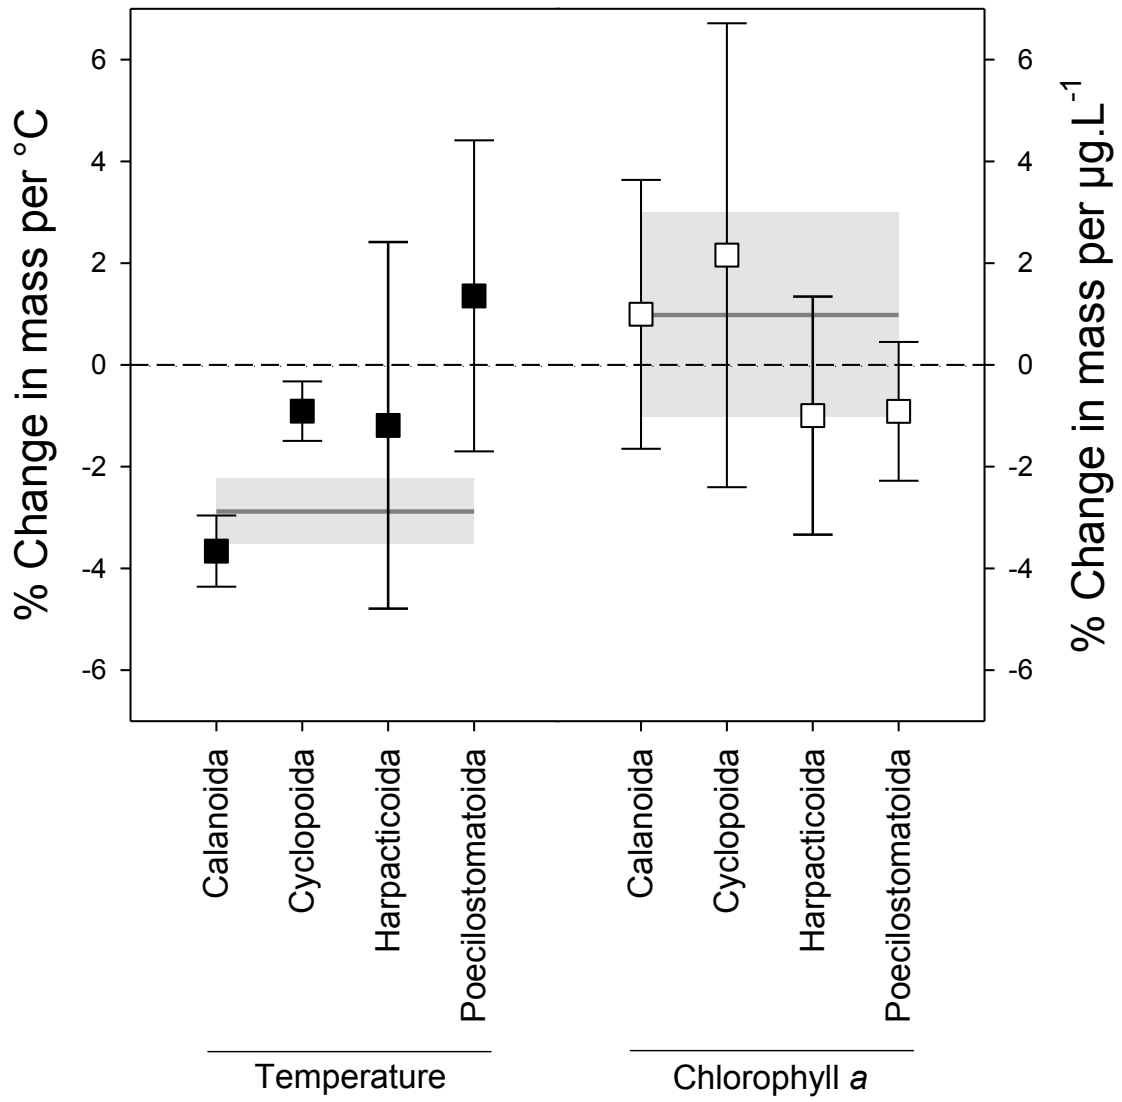 % Change in mass per °C
6
4
2
0
-2
-4
-6
6
4
2
0
-2
-4
-6
% Change in mass per µg.L-1
Calanoida
Cyclopoida
Harpacticoida
Poecilostomatoida
Calanoida
Cyclopoida
Harpacticoida
Poecilostomatoida
Temperature
Chlorophyll a